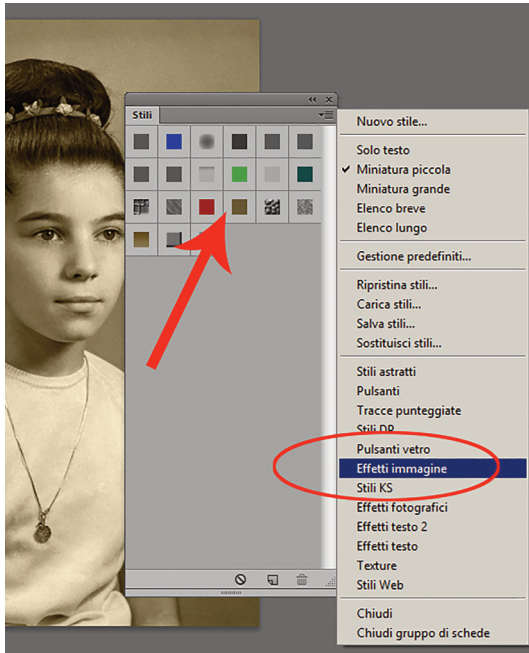 Stili
Nuovo stile...
Solo testo
Miniatura piccola
Miniatura grande
Elenco breve
Elenco lungo
Gestione predefiniti...
Ripristina stili...
Carica stili...
Salva stili...
Sostituisci stili...
Stili astratti
Pulsanti
Tracce punteggiate
Stili DP
Pulsanti vetro
Effetti immagine
Stili KS
Effetti fotografici
Effetti testo 2
Effetti testo
Texture
Stili Web
Chiudi
Chiudi gruppo di schede